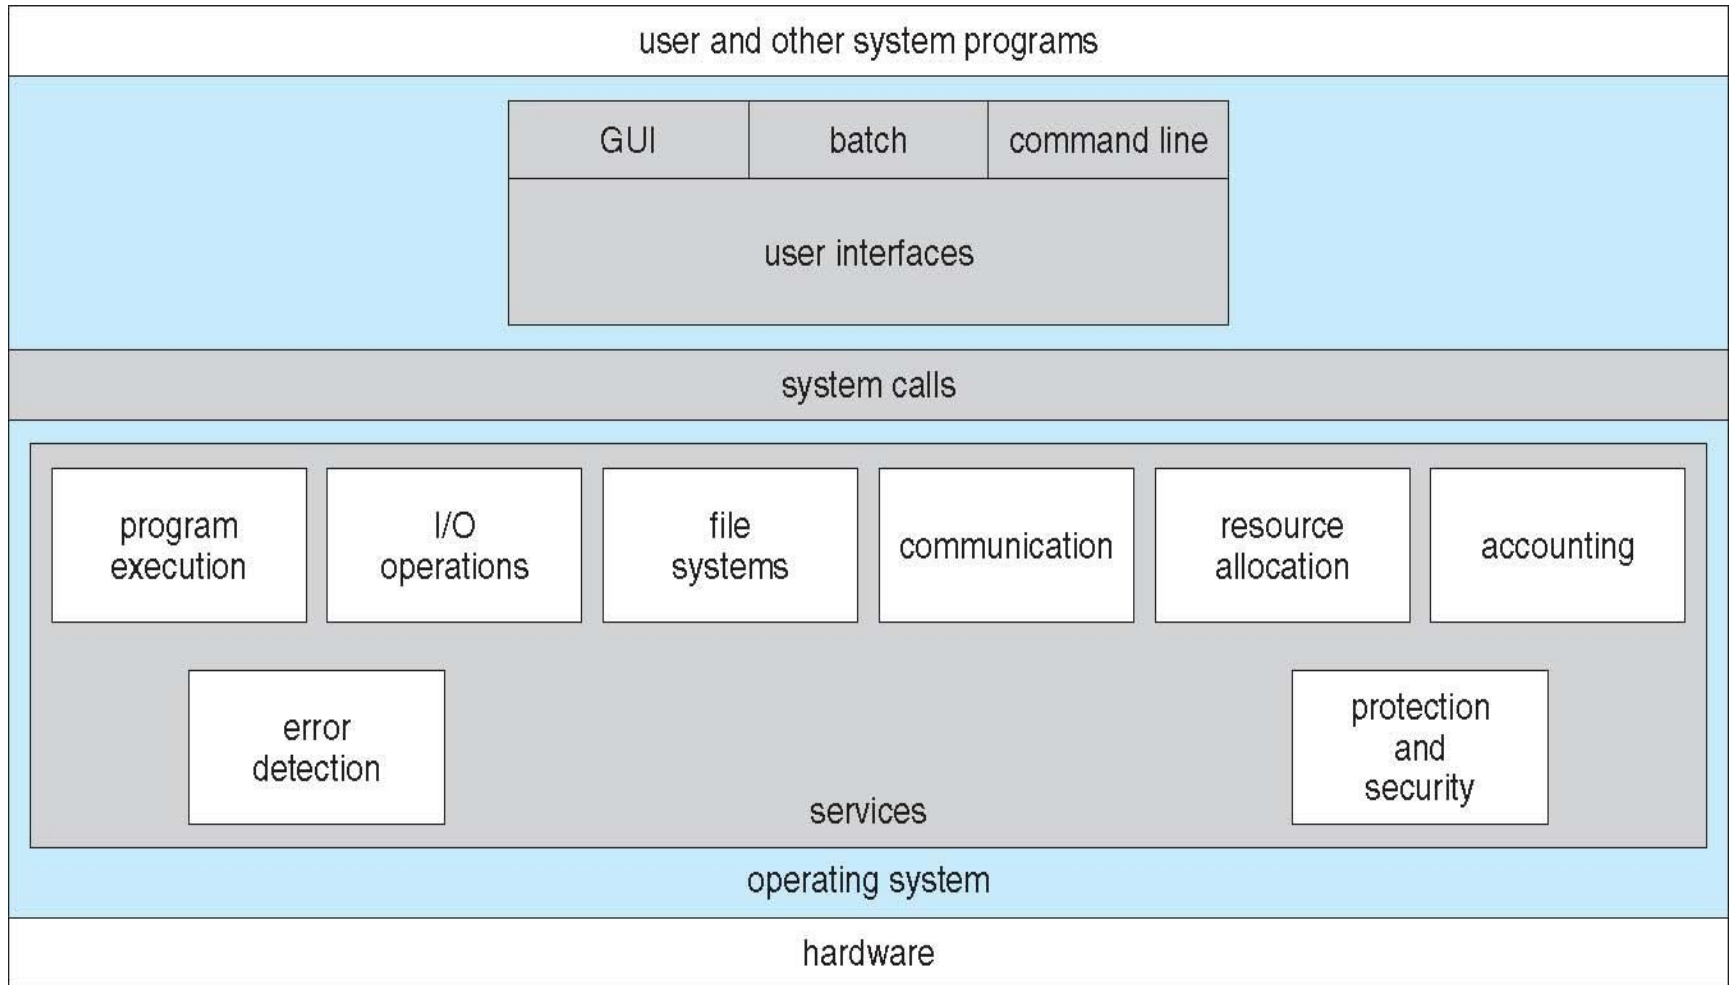 user and other system programs
GUI
batch
command line
user interfaces
system calls
program
execution
I/O
operations
file
systems
communication
resource
allocation
accounting
error
detection
protection
and
security
services
operating system
hardware